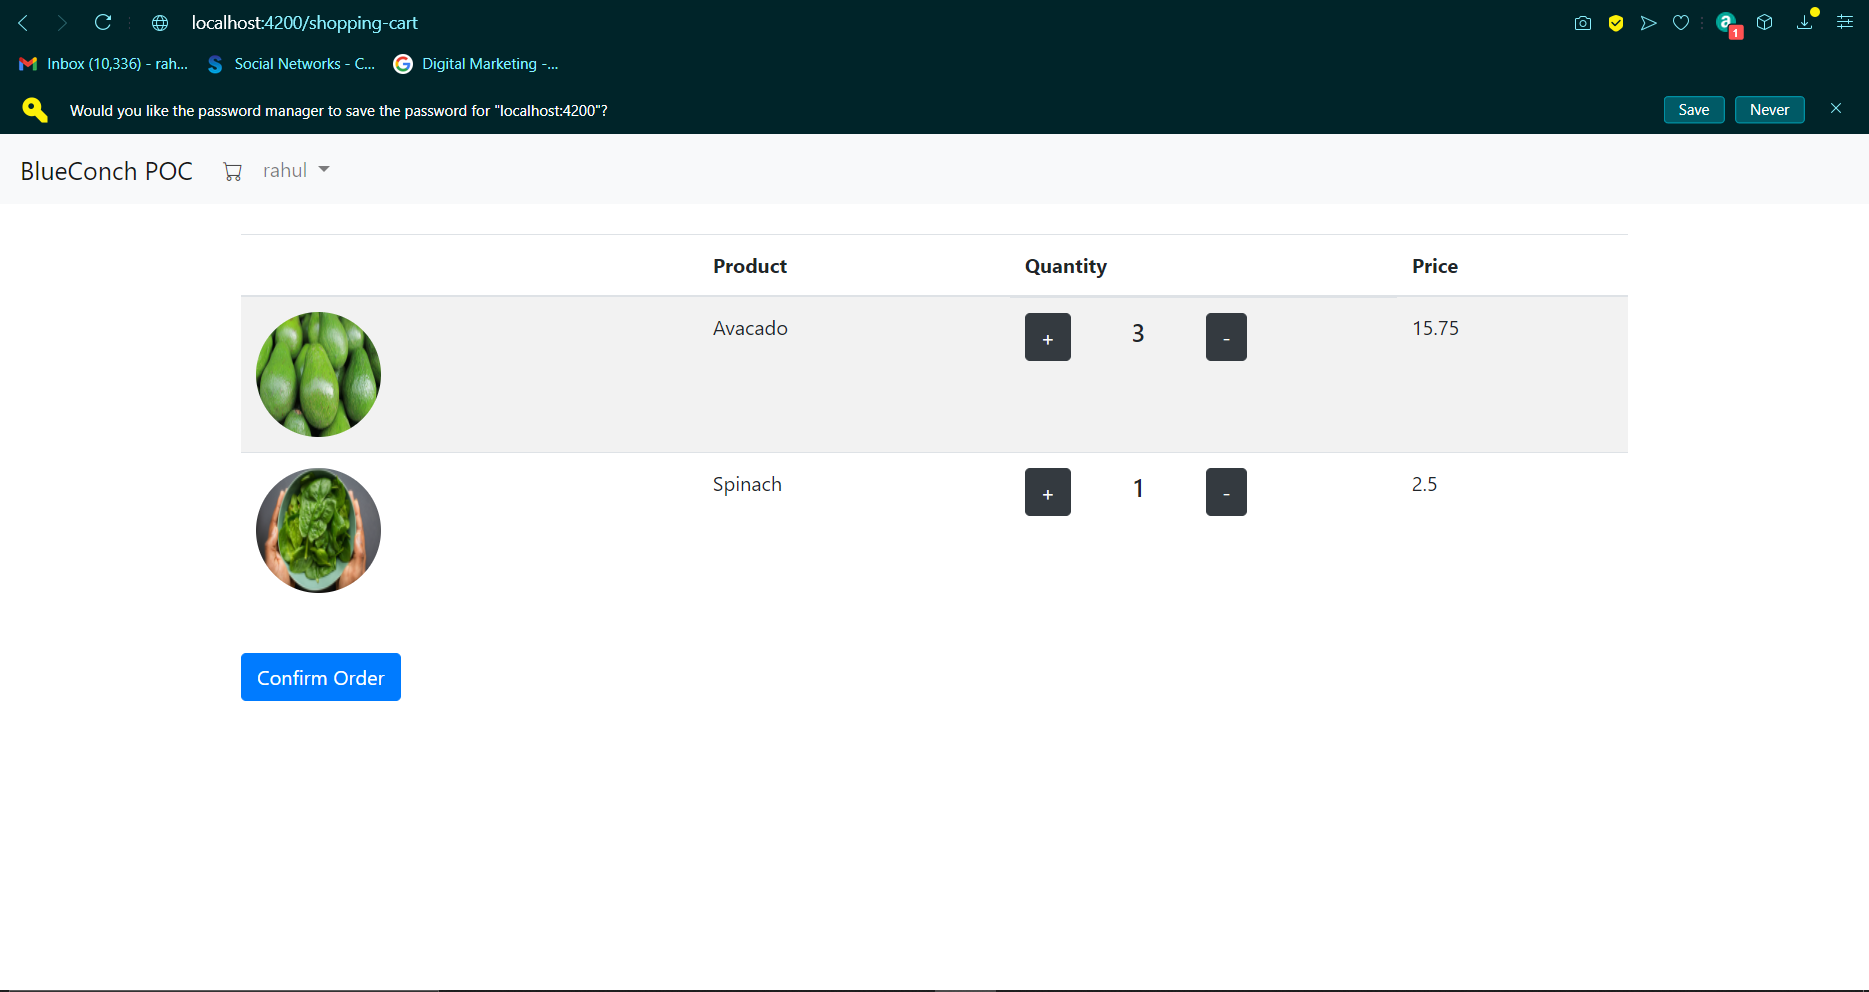 localhost:4200/shopping-cart
1
Inbox (10,336) - rah... Social Networks - C... Digital Marketing -...
Would you like the password manager to save the password for "localhost:4200"? Save Never
BlueConch POC rahul
Product Quantity Price
Avacado + 3 - 15.75
Spinach + 1 - 2.5
Confirm Order